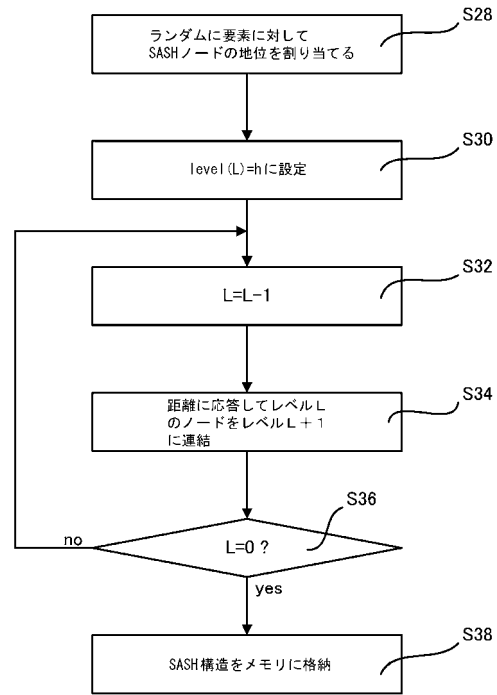 S28
ランダムに要素に対して
SASHノードの地位を割り当てる
S30
level(L)=hに設定
S32
L=L-1
S34
距離に応答してレベルL
のノードをレベルL+1
に連結
S36
L=0?
no
yes
S38
SASH構造をメモリに格納